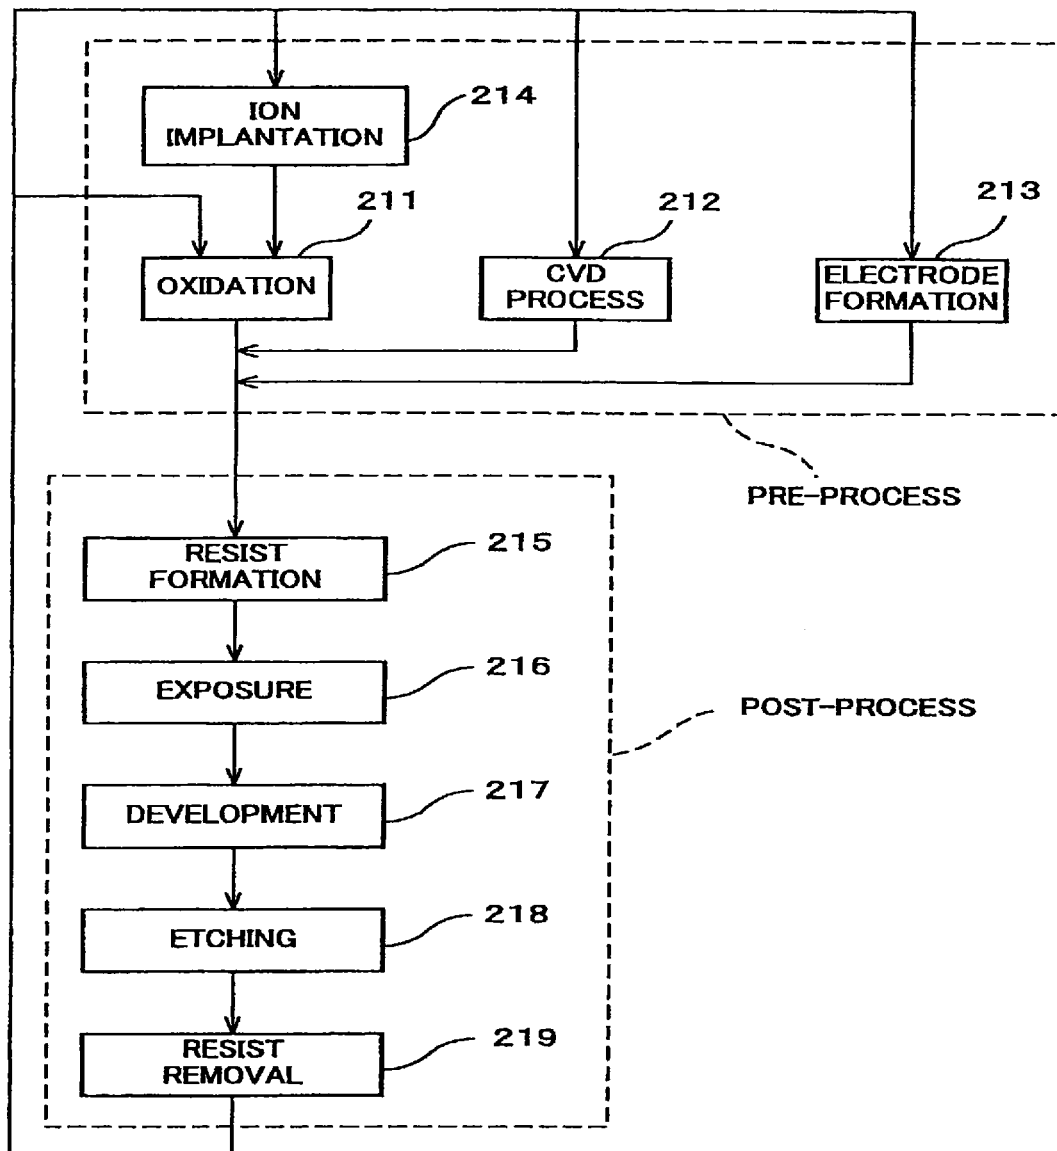 ION
IMPLANTATION
214
211
212
213
OXIDATION
CVD
PROCESS
ELECTRODE
FORMATION
PRE-PROCESS
RESIST
FORMATION
215
EXPOSURE
216
POST-PROCESS
DEVELOPMENT
217
ETCHING
218
RESIST
REMOVAL
219